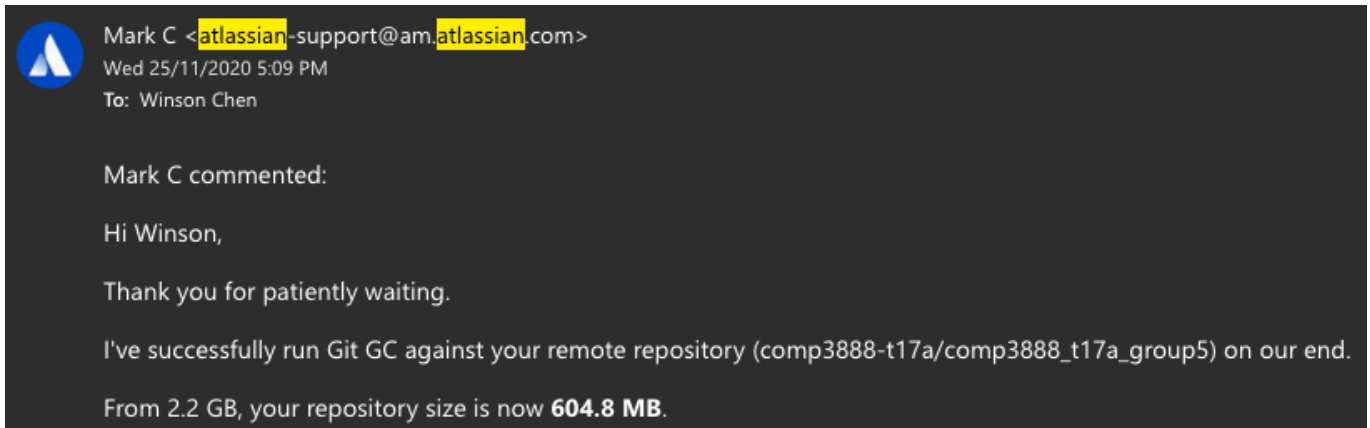 Mark C <atlassian-support@am.atlassian.com>
Wed 25/11/2020 5:09 PM
To: Winson Chen
Mark C commented:
Hi Winson,
Thank you for patiently waiting.
I've successfully run Git GC against your remote repository (comp3888-t17a/comp3888_t17a_group5) on our end.
From 2.2 GB, your repository size is now 604.8 MB.